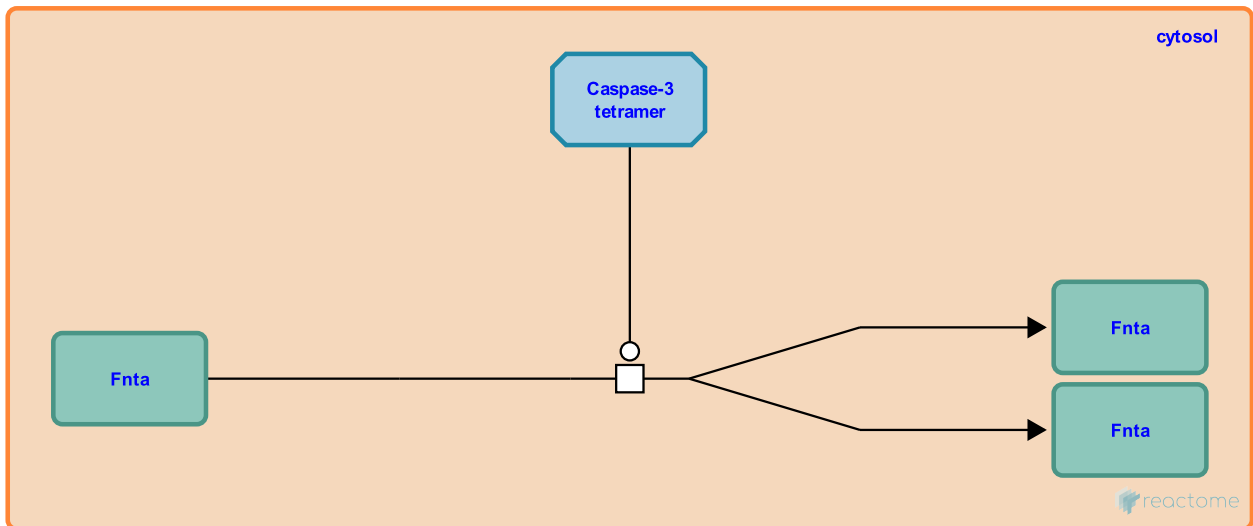 cytosol
Caspase-3
tetramer
Fnta
Fnta
Fnta
reactome